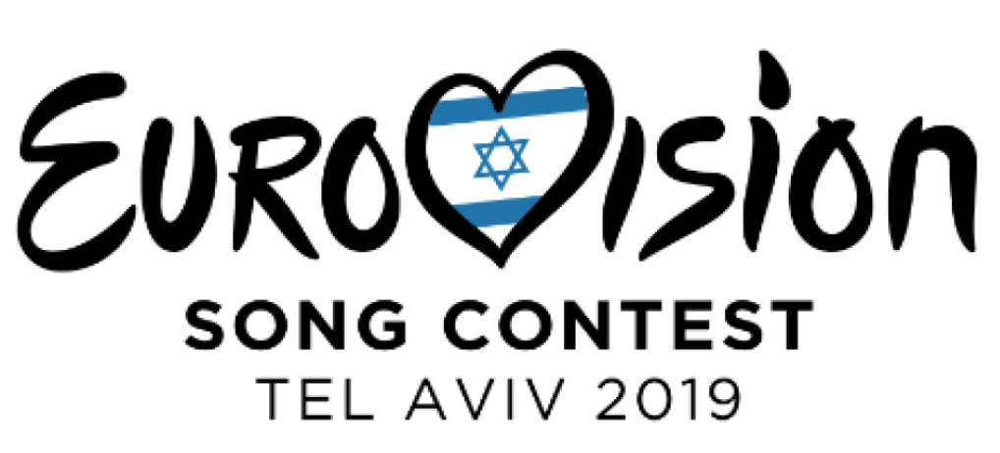 EUROVISION
SONG CONTEST
TEL AVIV 2019